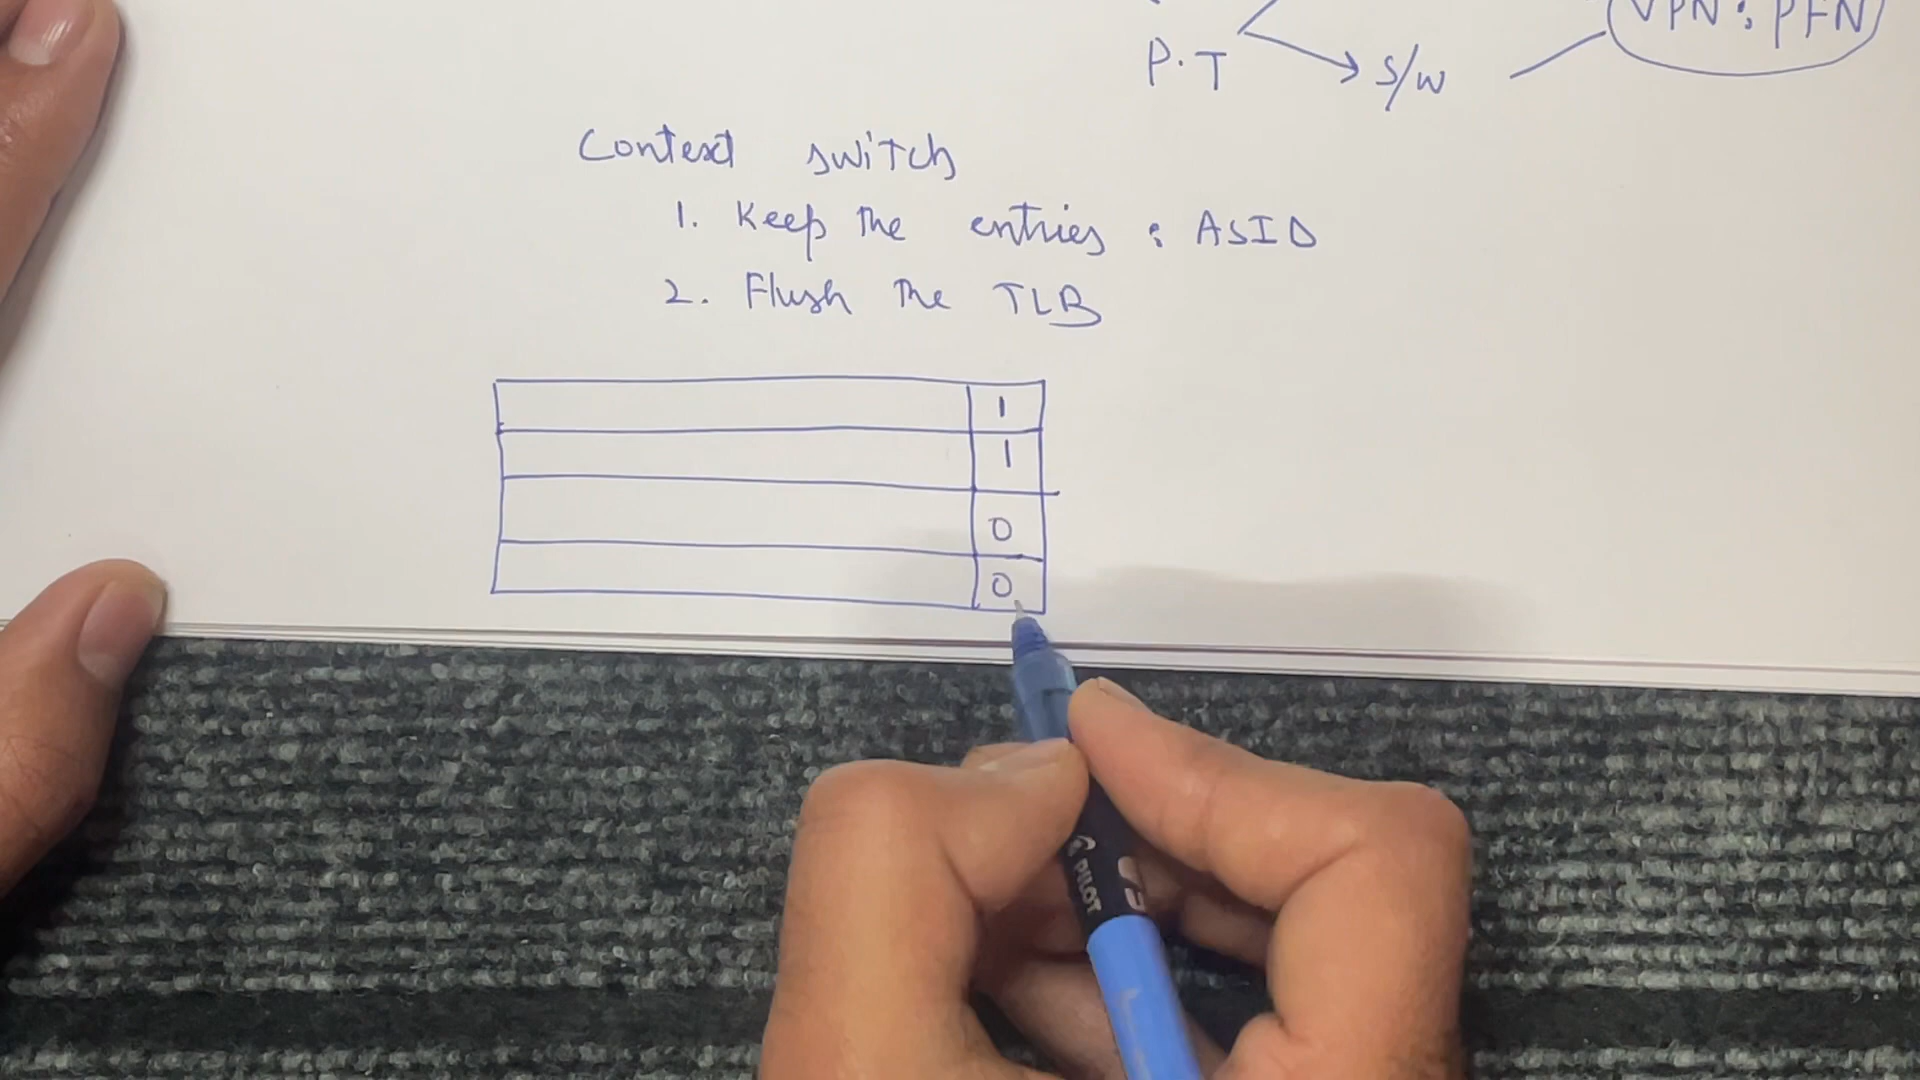 VPN : PFN
P.T → S/W
Context switch
1. Keep the entries : ASID
2. Flush the TLB
1
1
0
0
PILOT